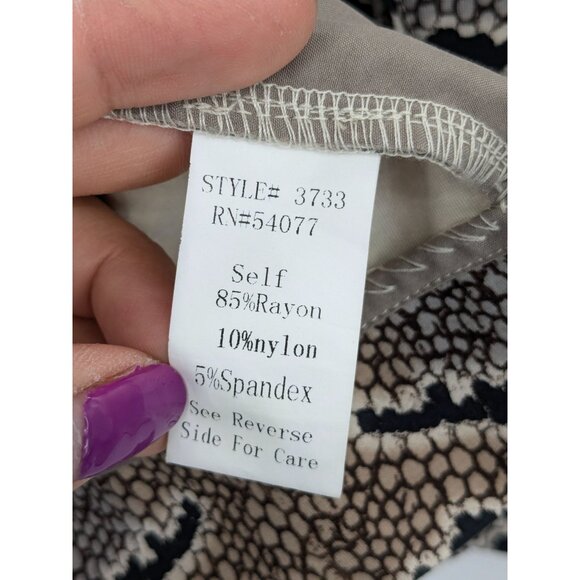 STYLE# 3733
RN#54077
Self
85%Rayon
10%nylon
5%Spandex
See Reverse
Side For Care